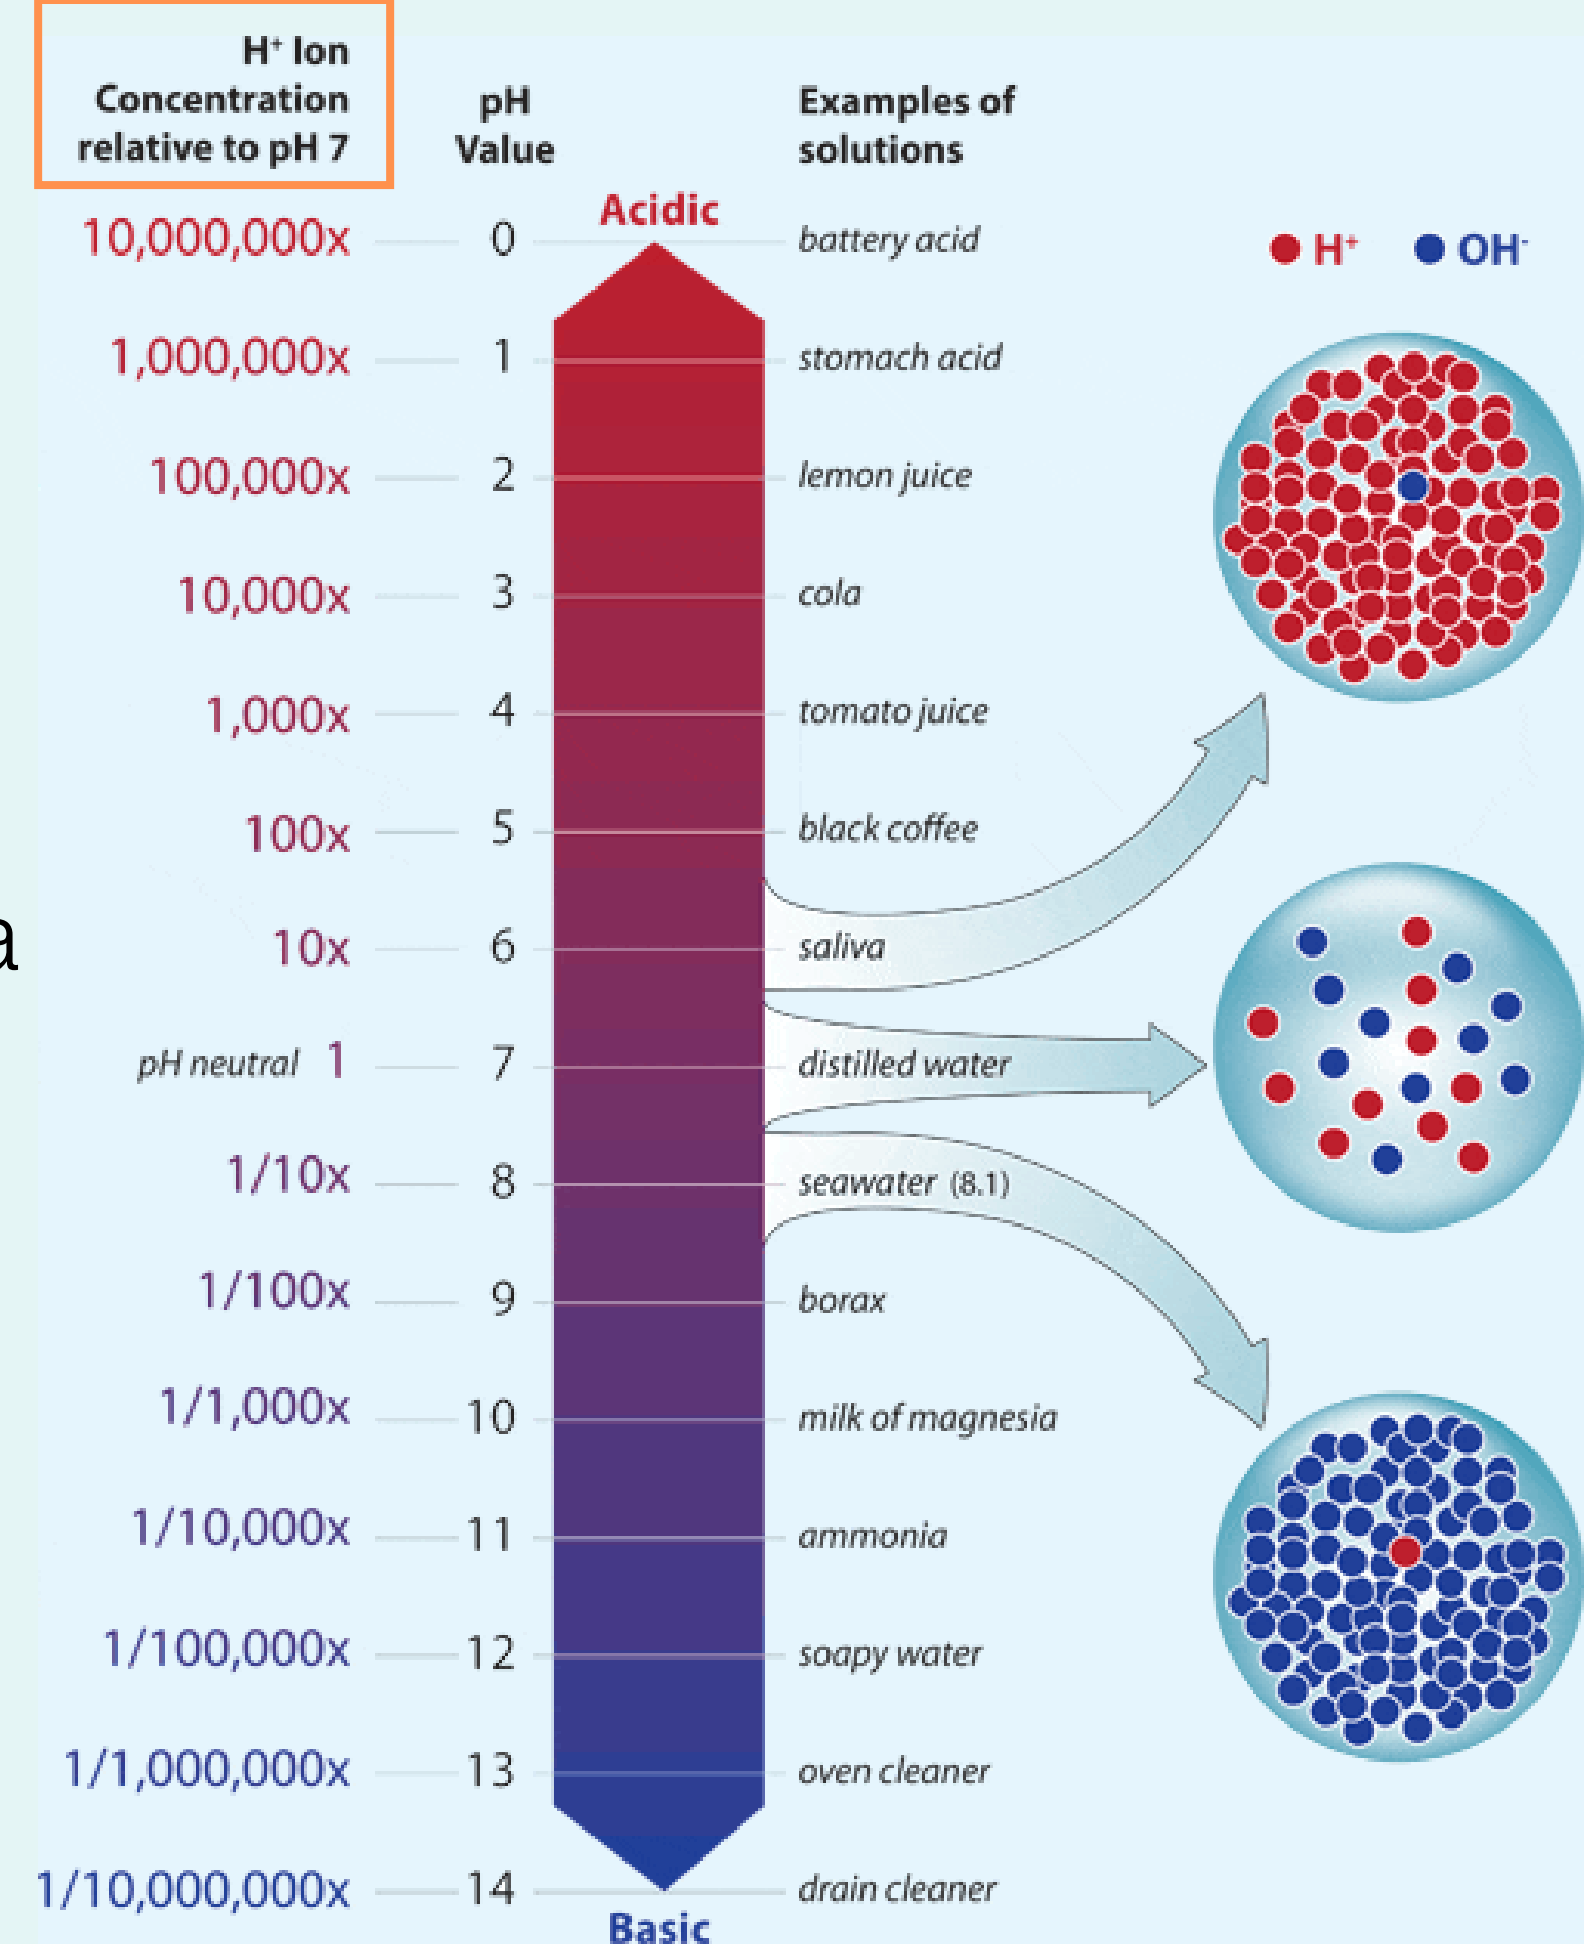 H⁺ Ion
Concentration
relative to pH 7
pH
Value
Examples of
solutions
Acidic
10,000,000x 0 battery acid
H⁺ OH⁻
1,000,000x 1 stomach acid
100,000x 2 lemon juice
10,000x 3 cola
1,000x 4 tomato juice
100x 5 black coffee
a
10x 6 saliva
pH neutral 1 7 distilled water
1/10x 8 seawater (8.1)
1/100x 9 borax
1/1,000x 10 milk of magnesia
1/10,000x 11 ammonia
1/100,000x 12 soapy water
1/1,000,000x 13 oven cleaner
1/10,000,000x 14 drain cleaner
Basic